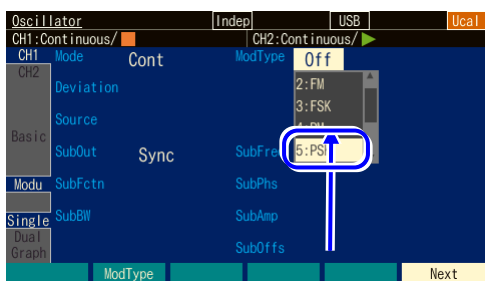 Oscillator Indep USB Ucal
CH1:Continuous/ CH2:Continuous/
CH1 Mode Cont ModType Off
CH2
Deviation 2:FM
Source 3:FSK
Basic
SubOut Sync SubFre 5:PS
Modu SubFctn SubPhs
Single SubBW SubAmp
Dual
Graph SubOffs
ModType Next